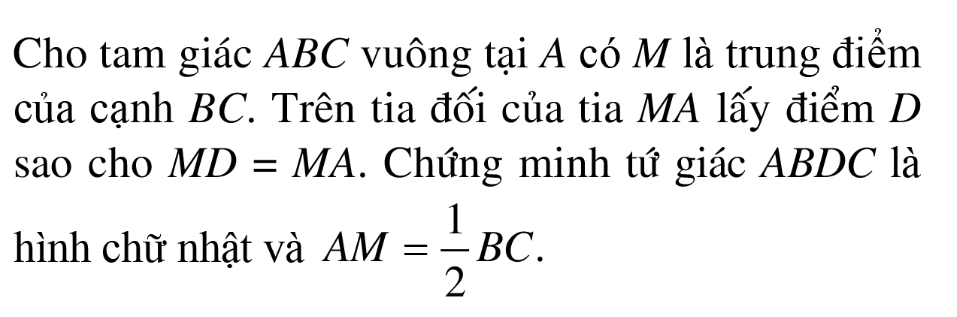 Cho tam giác ABC vuông tại A có M là trung điểm
của cạnh BC. Trên tia đối của tia MA lấy điểm D
sao cho MD = MA. Chứng minh tứ giác ABDC là
hình chữ nhật và AM = \frac{1}{2} BC.